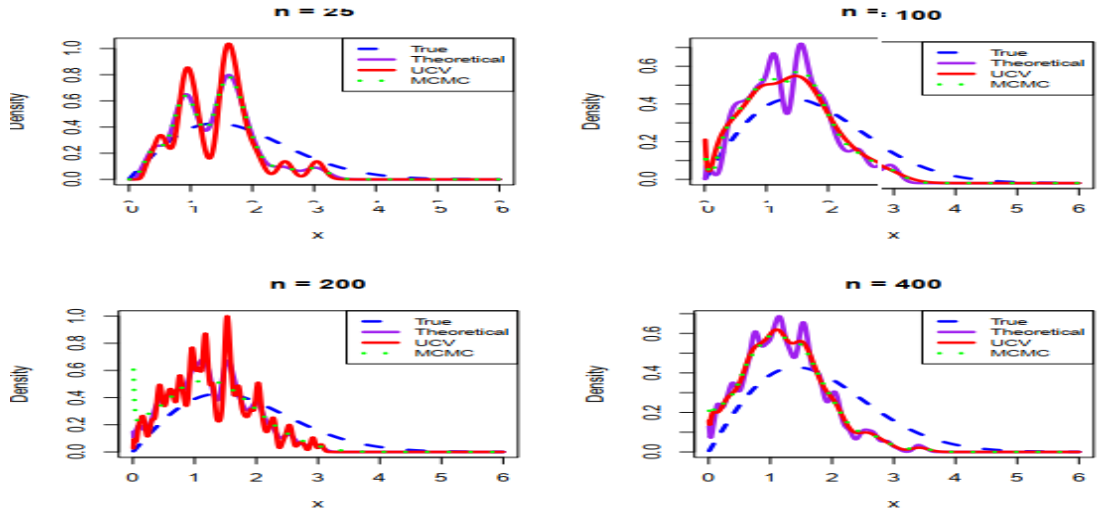 n = 25
Density
0.0 0.2 0.4 0.6 0.8 1.0
True
Theoretical
UCV
MCMC
0 1 2 3 4 5 6
x
n = 100
Density
0.0 0.2 0.4 0.6
True
Theoretical
UCV
MCMC
0 1 2 3 4 5 6
x
n = 200
Density
0.0 0.2 0.4 0.6 0.8 1.0
True
Theoretical
UCV
MCMC
0 1 2 3 4 5 6
x
n = 400
Density
0.0 0.2 0.4 0.6
True
Theoretical
UCV
MCMC
0 1 2 3 4 5 6
x